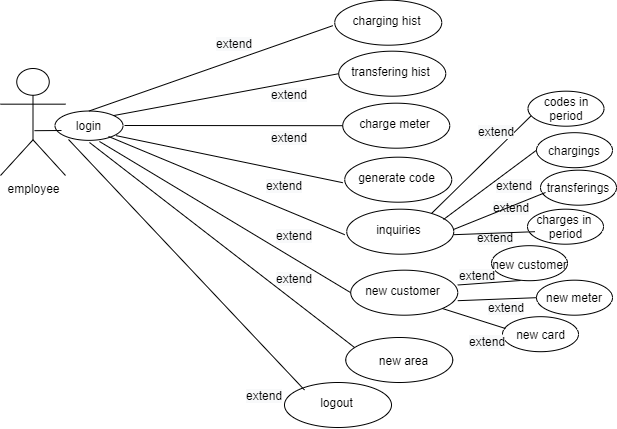 charging hist
extend
transfering hist
extend
codes in
period
login
charge meter
extend
extend
chargings
employee
generate code
extend
extend
transferings
extend
inquiries
charges in
period
extend
extend
new customer
extend
extend
new customer
new meter
extend
new card
extend
new area
extend
logout